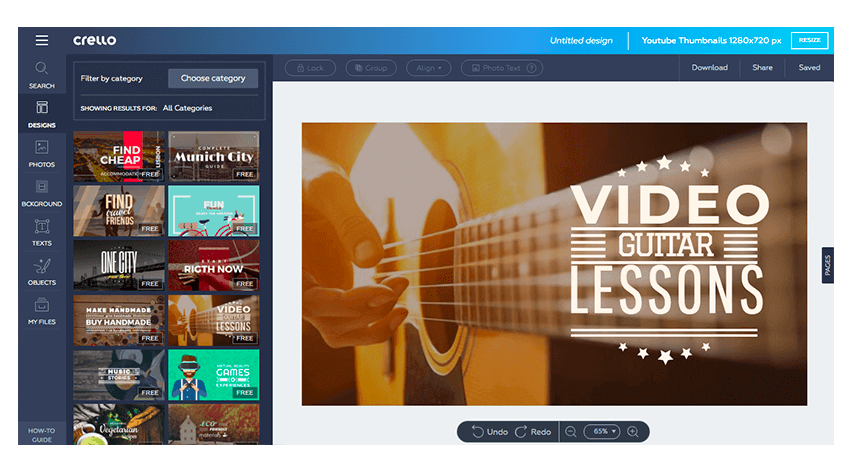 crello
Untitled design
Youtube Thumbnails 1280x720 px
RESIZE
SEARCH
DESIGNS
PHOTOS
BCKGROUND
TEXTS
OBJECTS
MY FILES
HOW-TO
GUIDE
Filter by category
Choose category
SHOWING RESULTS FOR: All Categories
FIND
CHEAP
ACCOMMODATION
LISBON
FREE
COMPLETE
Munich City
GUIDE
FREE
FIND
travel
FRIENDS
FREE
FUN
FREE
ONE CITY
FREE
START
RIGTH NOW
FREE
MAKE HANDMADE
BUY HANDMADE
FREE
VIDEO
GUITAR
LESSONS
FREE
MUSIC
STORIES
FREE
VIRTUAL REALITY
GAMES
EXPERIENCES
FREE
Vegetarian
recipes
ECO
materials
Lock
Group
Align
Photo Text ?
Download
Share
Saved
VIDEO
GUITAR
LESSONS
PAGES
Undo
Redo
65%